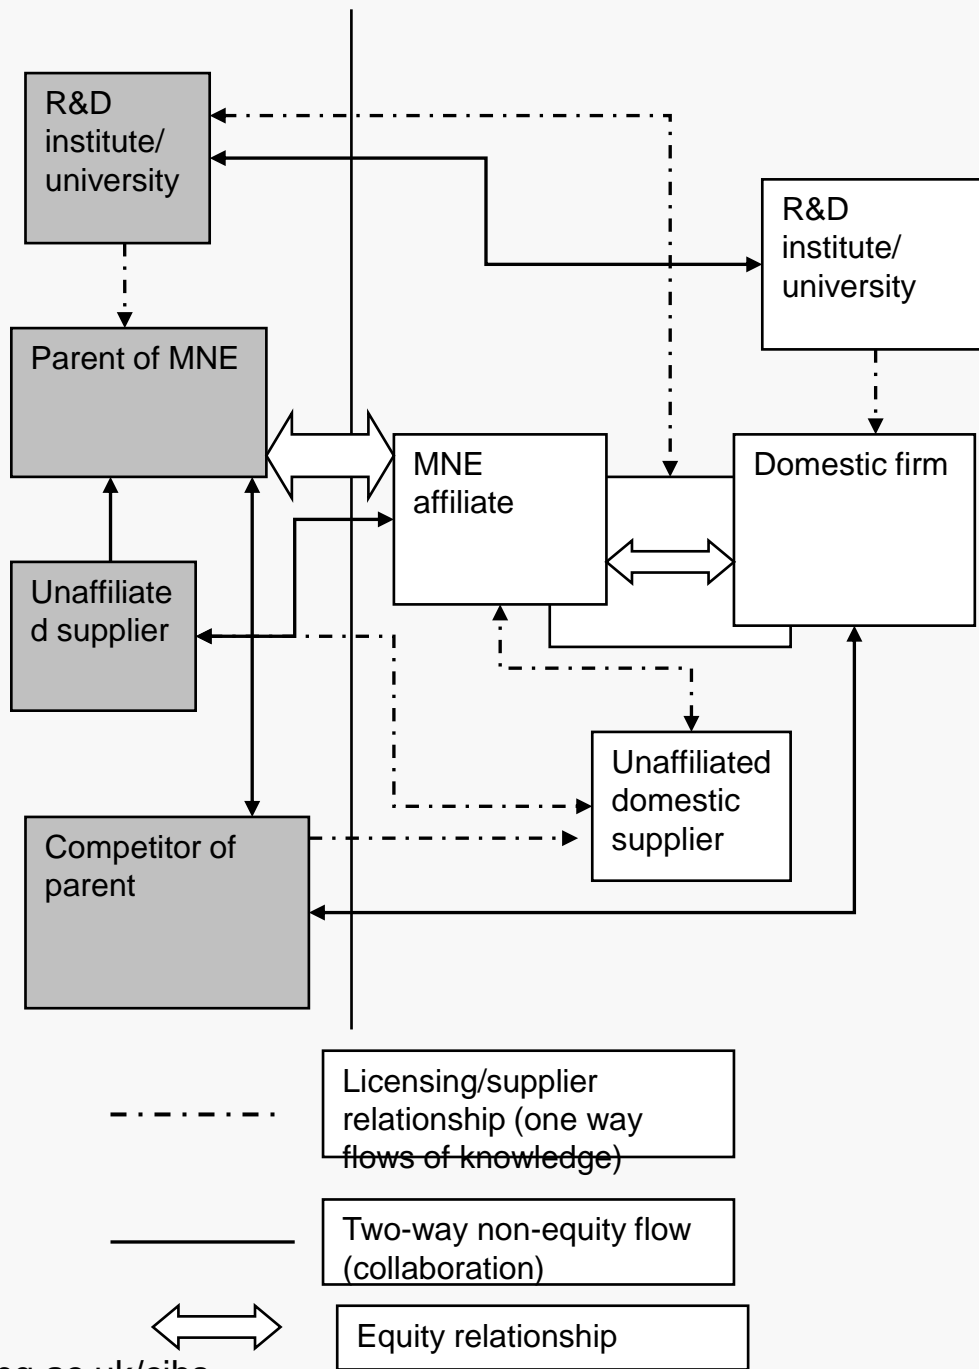 R&D
institute/
university
R&D
institute/
university
Parent of MNE
MNE
affiliate
Domestic firm
Unaffiliate
d supplier
Unaffiliated
domestic
supplier
Competitor of
parent
Licensing/supplier
relationship (one way
flows of knowledge)
Two-way non-equity flow
(collaboration)
Equity relationship